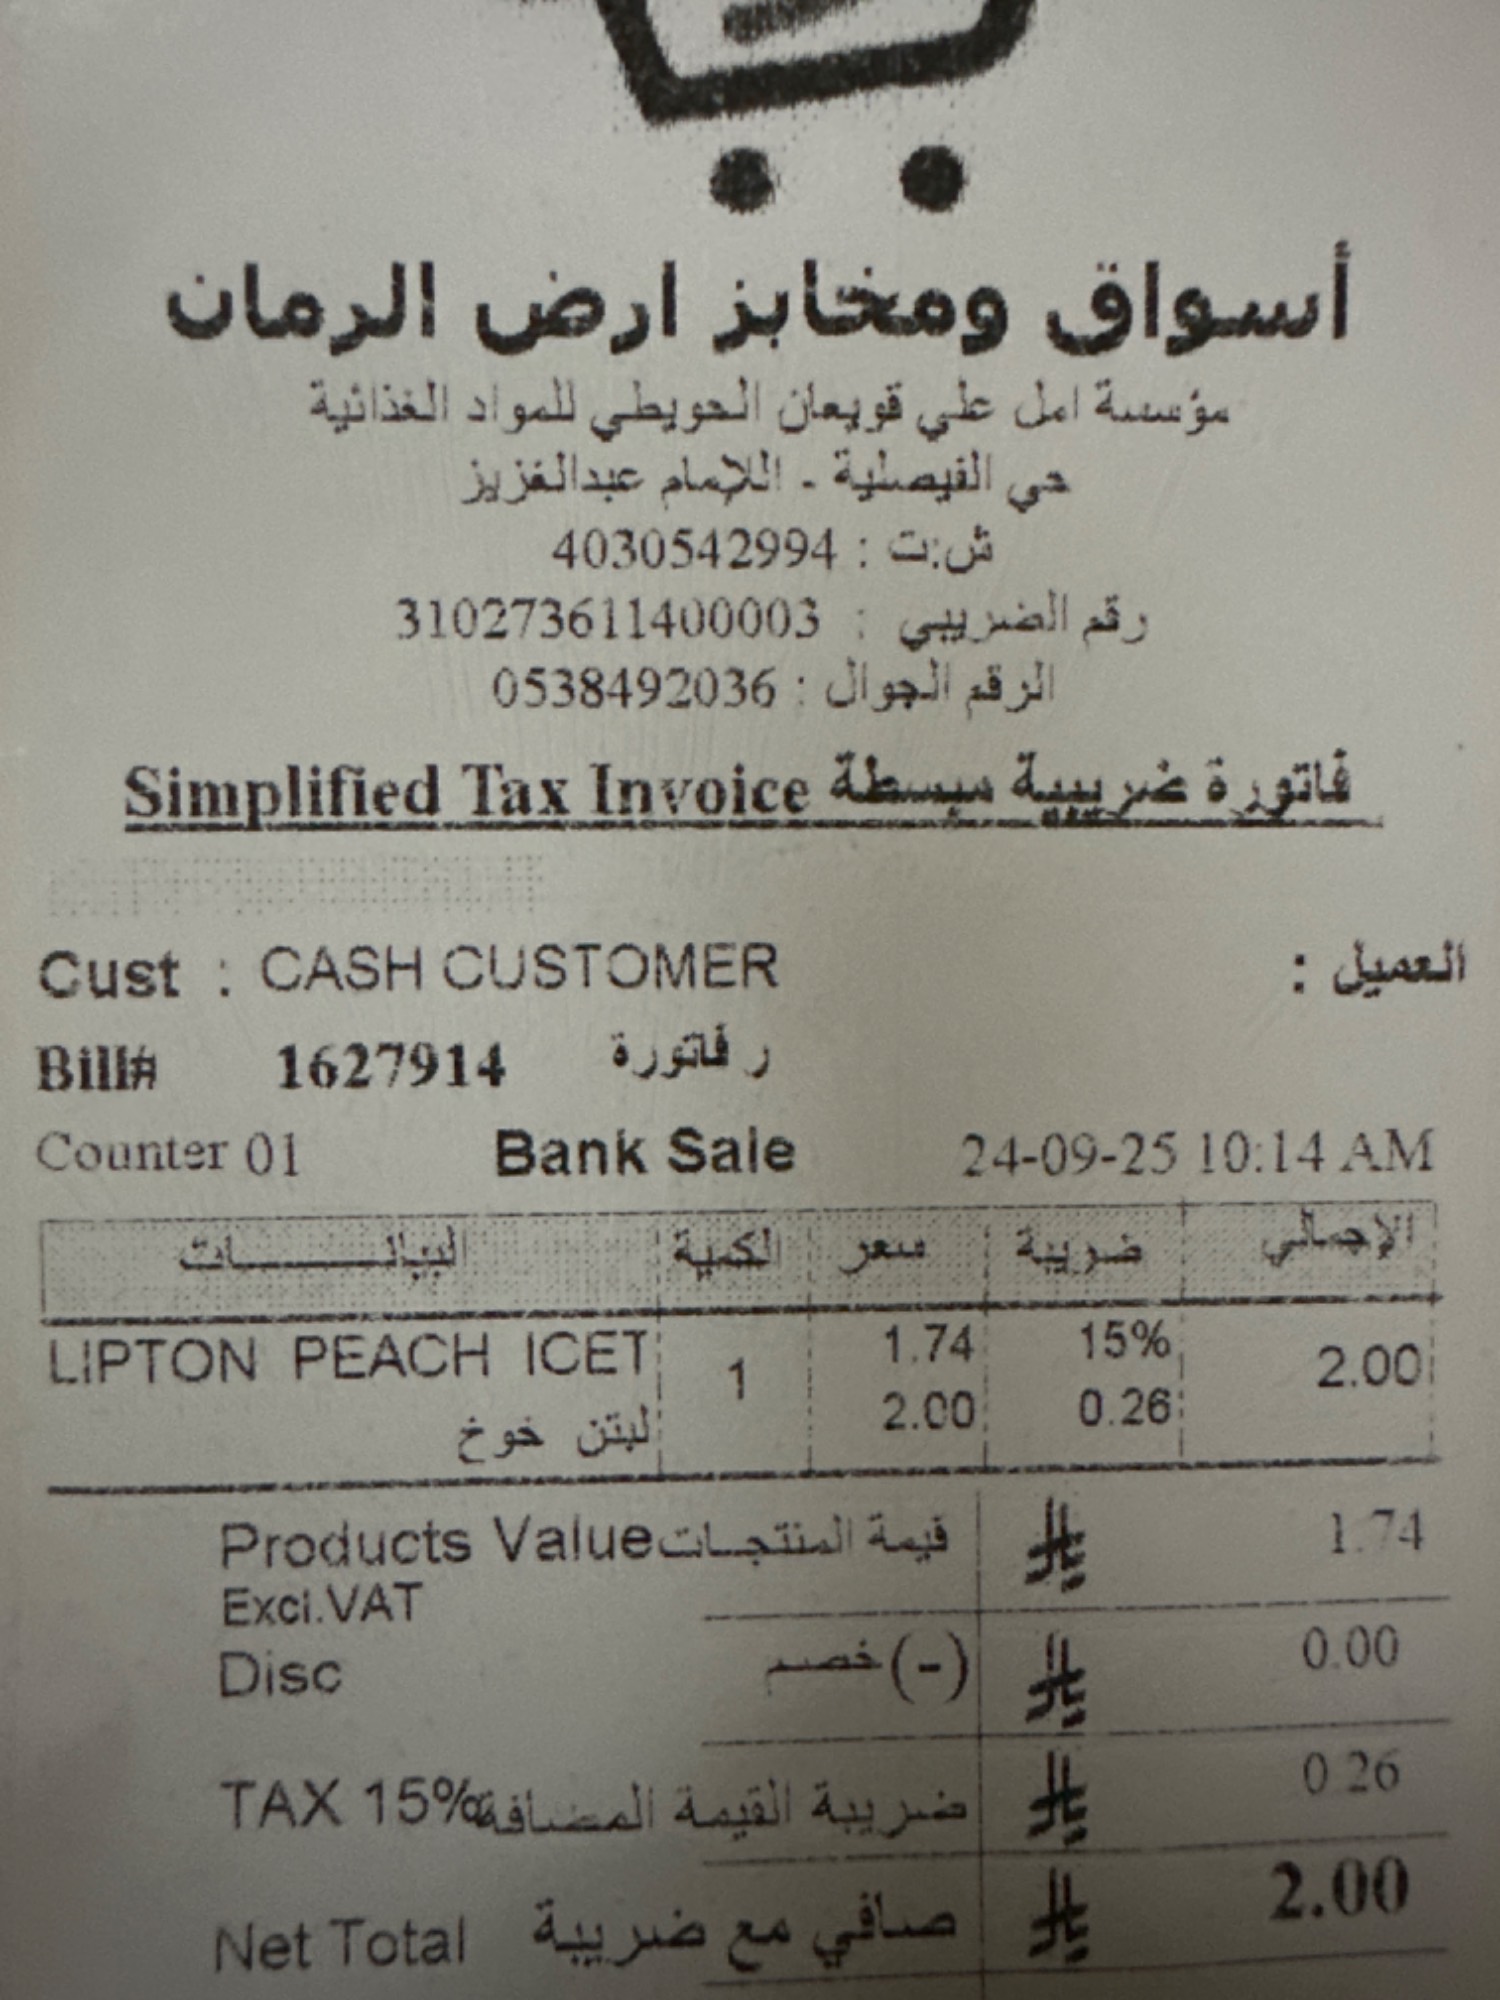 أسواق ومخابز ارض الرمان
مؤسسة امل علي قويعان الحويطي للمواد الغذائية
حي الفيصلية - اللإمام عبدالغزيز
ش:ت : 4030542994
رقم الضريبي : 310273611400003
الرقم الجوال : 0538492036
Simplified Tax Invoice فاتورة ضريبية مبسطة
Cust : CASH CUSTOMER العميل :
Bill# 1627914 ر فاتورة
Counter 01 Bank Sale 24-09-25 10:14 AM
البيانـــــــات الكمية سعر ضريبة الإجمالي
LIPTON PEACH ICET 1 1.74 15% 2.00
لبتن خوخ 2.00 0.26
Products Value قيمة المنتجـات 1.74
Excl.VAT
Disc (-) خصم 0.00
TAX 15% ضريبة القيمة المضافة 0.26
Net Total صافي مع ضريبة 2.00